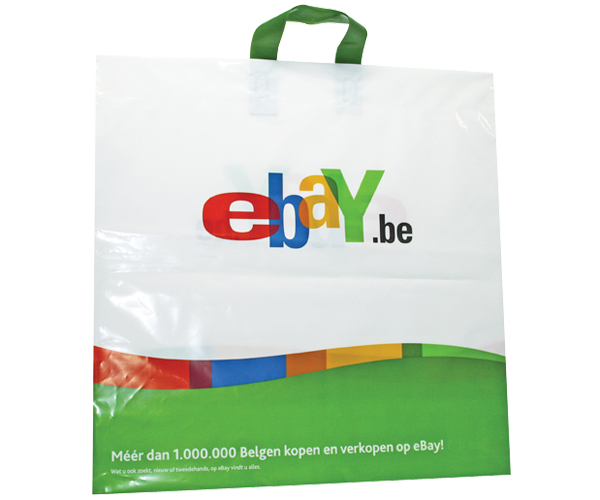 ebaY.be
Méér dan 1.000.000 Belgen kopen en verkopen op eBay!
Wat u ook zoekt, nieuw of tweedehands, op eBay vindt u alles.